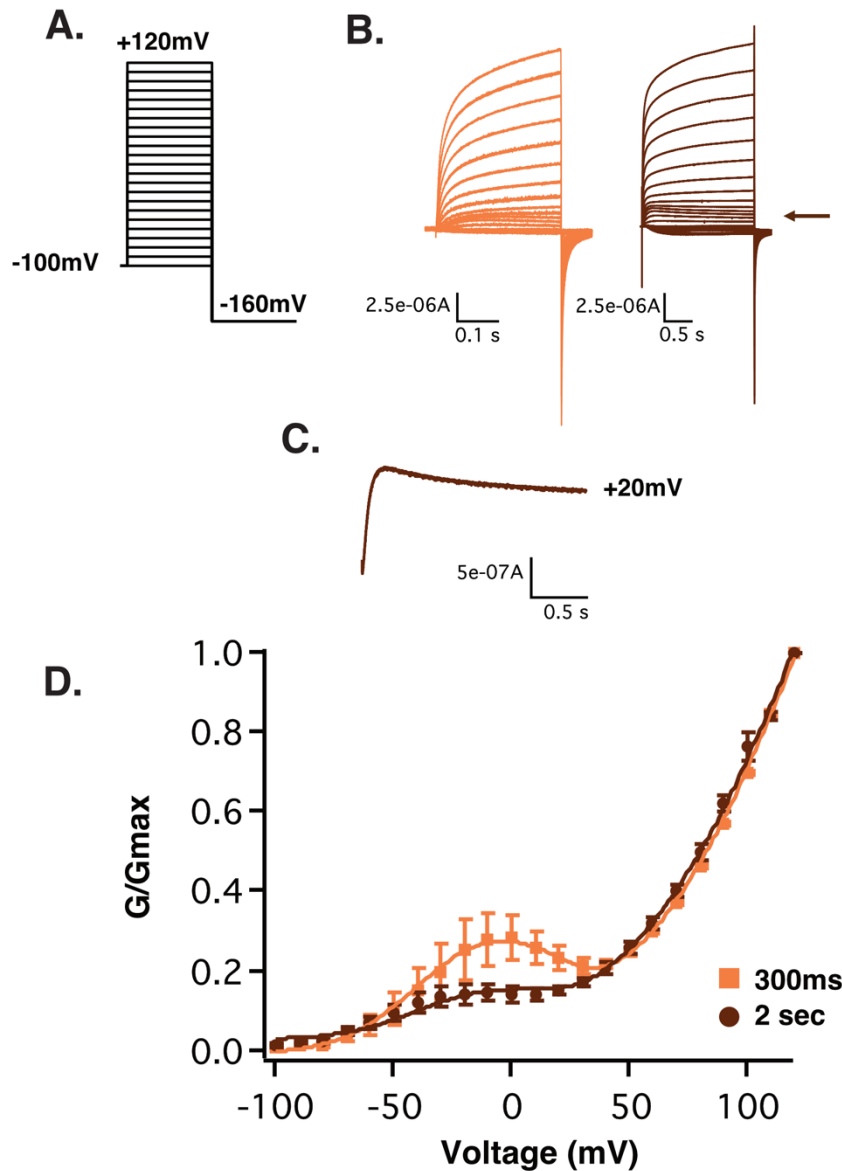 A.
+120mV
-100mV
-160mV
B.
2.5e-06A
0.1 s
2.5e-06A
0.5 s
C.
+20mV
5e-07A
0.5 s
D.
G/Gmax
1.0
0.8
0.6
0.4
0.2
0.0
300ms
2 sec
-100
-50
0
50
100
Voltage (mV)